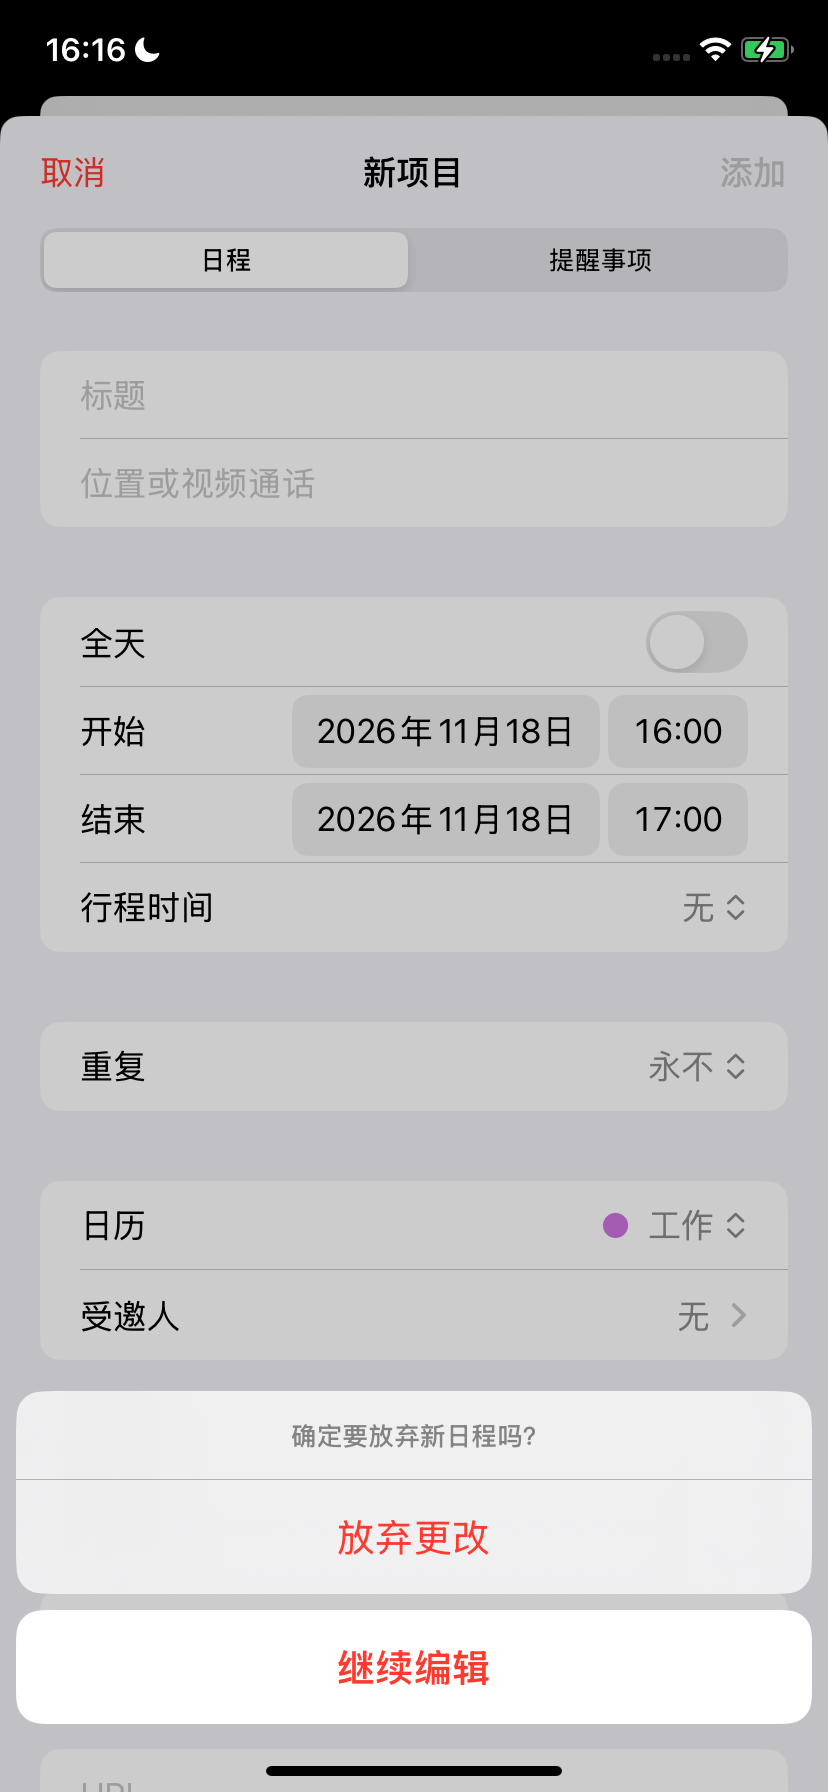 16:16
取消 新项目 添加
日程 提醒事项
标题
位置或视频通话
全天
开始 2026年11月18日 16:00
结束 2026年11月18日 17:00
行程时间 无
重复 永不
日历 工作
受邀人 无
确定要放弃新日程吗?
放弃更改
继续编辑
URL